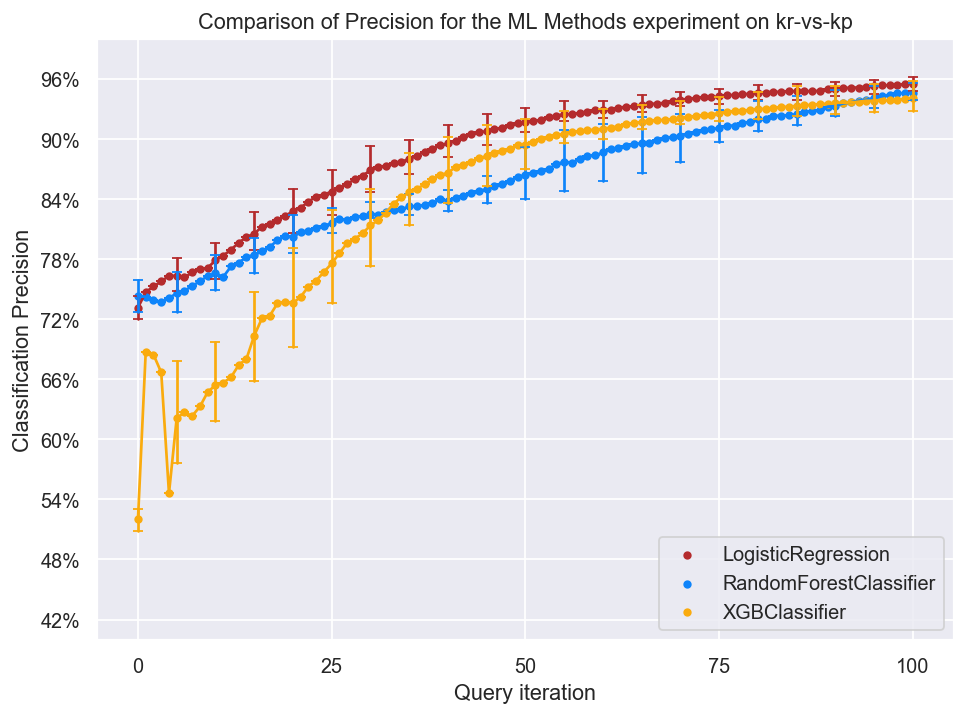 Comparison of Precision for the ML Methods experiment on kr-vs-kp
96%
90%
84%
78%
72%
66%
60%
54%
48%
42%
Classification Precision
LogisticRegression
RandomForestClassifier
XGBClassifier
0 25 50 75 100
Query iteration